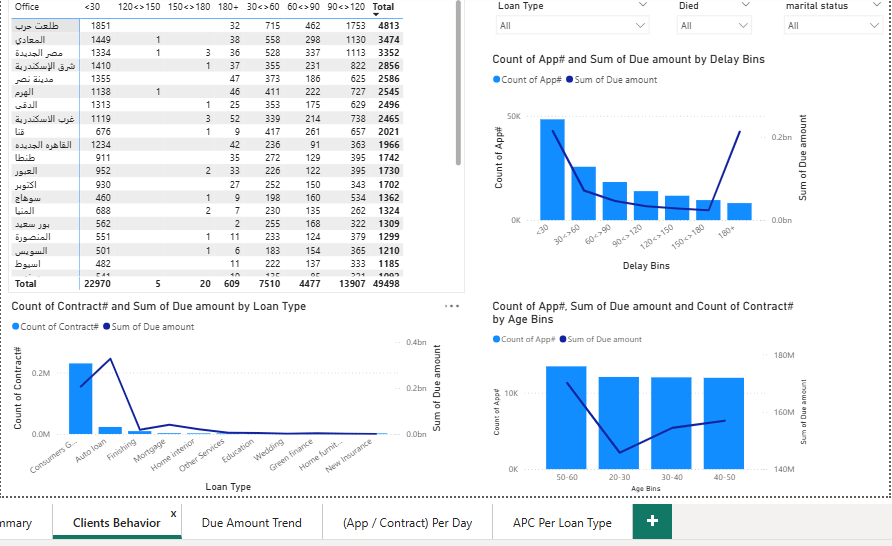 Office <30 120<>150 150<>180 180+ 30<>60 60<>90 90<>120 Total
طلعت حرب 1851 32 715 462 1753 4813
المعادي 1449 1 38 558 298 1130 3474
مصر الجديدة 1334 1 3 36 528 337 1113 3352
شرق الإسكندرية 1410 1 37 355 231 822 2856
مدينة نصر 1355 47 373 186 625 2586
الهرم 1138 1 46 411 222 727 2545
الدقى 1313 1 25 353 175 629 2496
غرب الاسكندرية 1119 3 52 339 214 738 2465
قنا 676 1 9 417 261 657 2021
القاهره الجديده 1234 42 236 91 363 1966
طنطا 911 35 272 129 395 1742
العبور 952 2 33 226 122 395 1730
اكتوبر 930 27 252 150 343 1702
سوهاج 460 1 9 198 160 534 1362
المنيا 688 2 7 230 135 262 1324
بور سعيد 562 2 255 168 322 1309
المنصورة 551 1 11 233 124 379 1299
السويس 501 1 6 183 154 365 1210
اسيوط 482 11 222 137 333 1185
Total 22970 5 20 609 7510 4477 13907 49498
Loan Type Died marital status
All All All
Count of App# and Sum of Due amount by Delay Bins
Count of App# Sum of Due amount
Count of App#
50K
0K
0.2bn
0.0bn
Sum of Due amount
<30 30<>60 60<>90 90<>120 120<>150 150<>180 180+
Delay Bins
Count of Contract# and Sum of Due amount by Loan Type
Count of Contract# Sum of Due amount
Count of Contract#
0.2M
0.0M
0.4bn
0.2bn
0.0bn
Sum of Due amount
Consumers G... Auto loan Finishing Mortgage Home interior Other Services Education Wedding Green finance Home furnit... New Insurance
Loan Type
Count of App#, Sum of Due amount and Count of Contract#
by Age Bins
Count of App# Sum of Due amount
Count of App#
10K
0K
180M
160M
140M
Sum of Due amount
50-60 20-30 30-40 40-50
Age Bins
mmary Clients Behavior x Due Amount Trend (App / Contract) Per Day APC Per Loan Type +